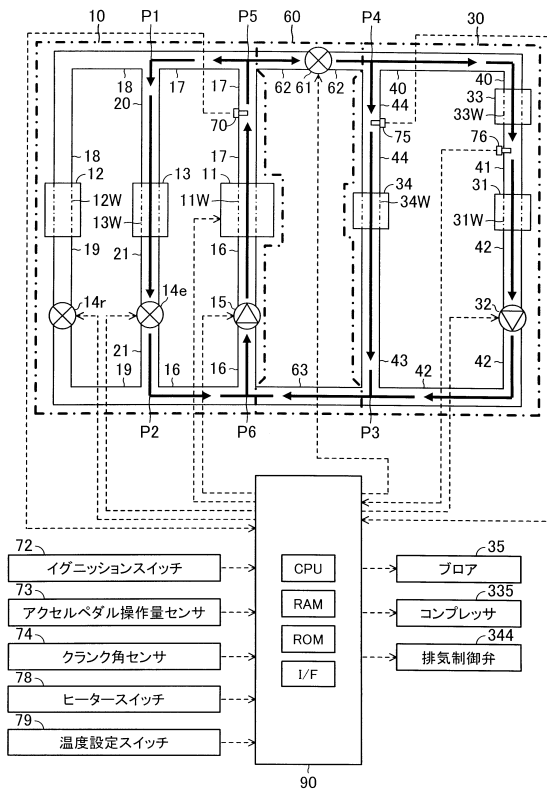 10 P1 P5 60 P4 30
18 17 17 62 61 62 40 40
20 70 44 75 33 33W 76
18 17 44 41
12 12W 13 13W 11 11W 34 34W 31 31W
19 21 16 42
14r 14e 15 32
21 16 43 42
19 16 63 42
P2 P6 P3
72 イグニッションスイッチ
73 アクセルペダル操作量センサ
74 クランク角センサ
78 ヒータースイッチ
79 温度設定スイッチ
CPU
RAM
ROM
I/F
90
35 ブロア
335 コンプレッサ
344 排気制御弁